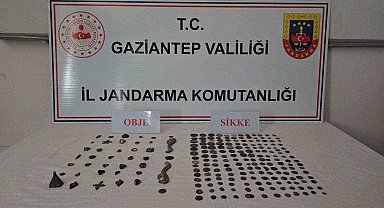 T.C.
GAZİANTEP VALİLİĞİ
İL JANDARMA KOMUTANLIĞI
OBJE
SİKKE